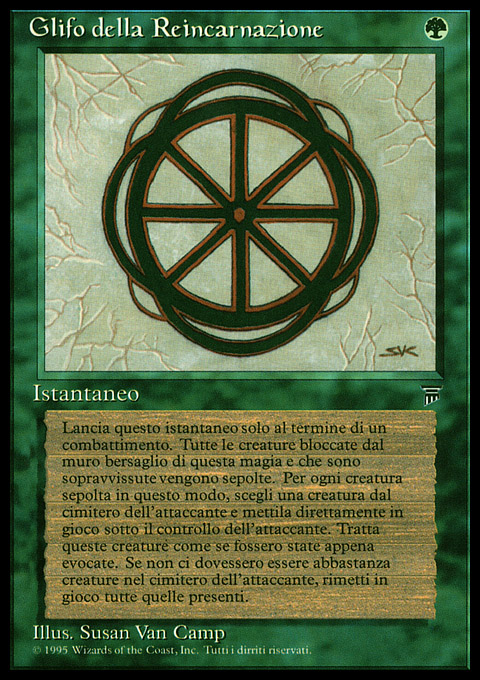 Glifo della Reincarnazione
SVC
Istantaneo
Lancia questo istantaneo solo al termine di un
combattimento. Tutte le creature bloccate dal
muro bersaglio di questa magia e che sono
sopravvissute vengono sepolte. Per ogni creatura
sepolta in questo modo, scegli una creatura dal
cimitero dell'attaccante e mettila direttamente in
gioco sotto il controllo dell'attaccante. Tratta
queste creature come se fossero state appena
evocate. Se non ci dovessero essere abbastanza
creature nel cimitero dell'attaccante, rimetti in
gioco tutte quelle presenti.
Illus. Susan Van Camp
© 1995 Wizards of the Coast, Inc. Tutti i dirriti riservati.